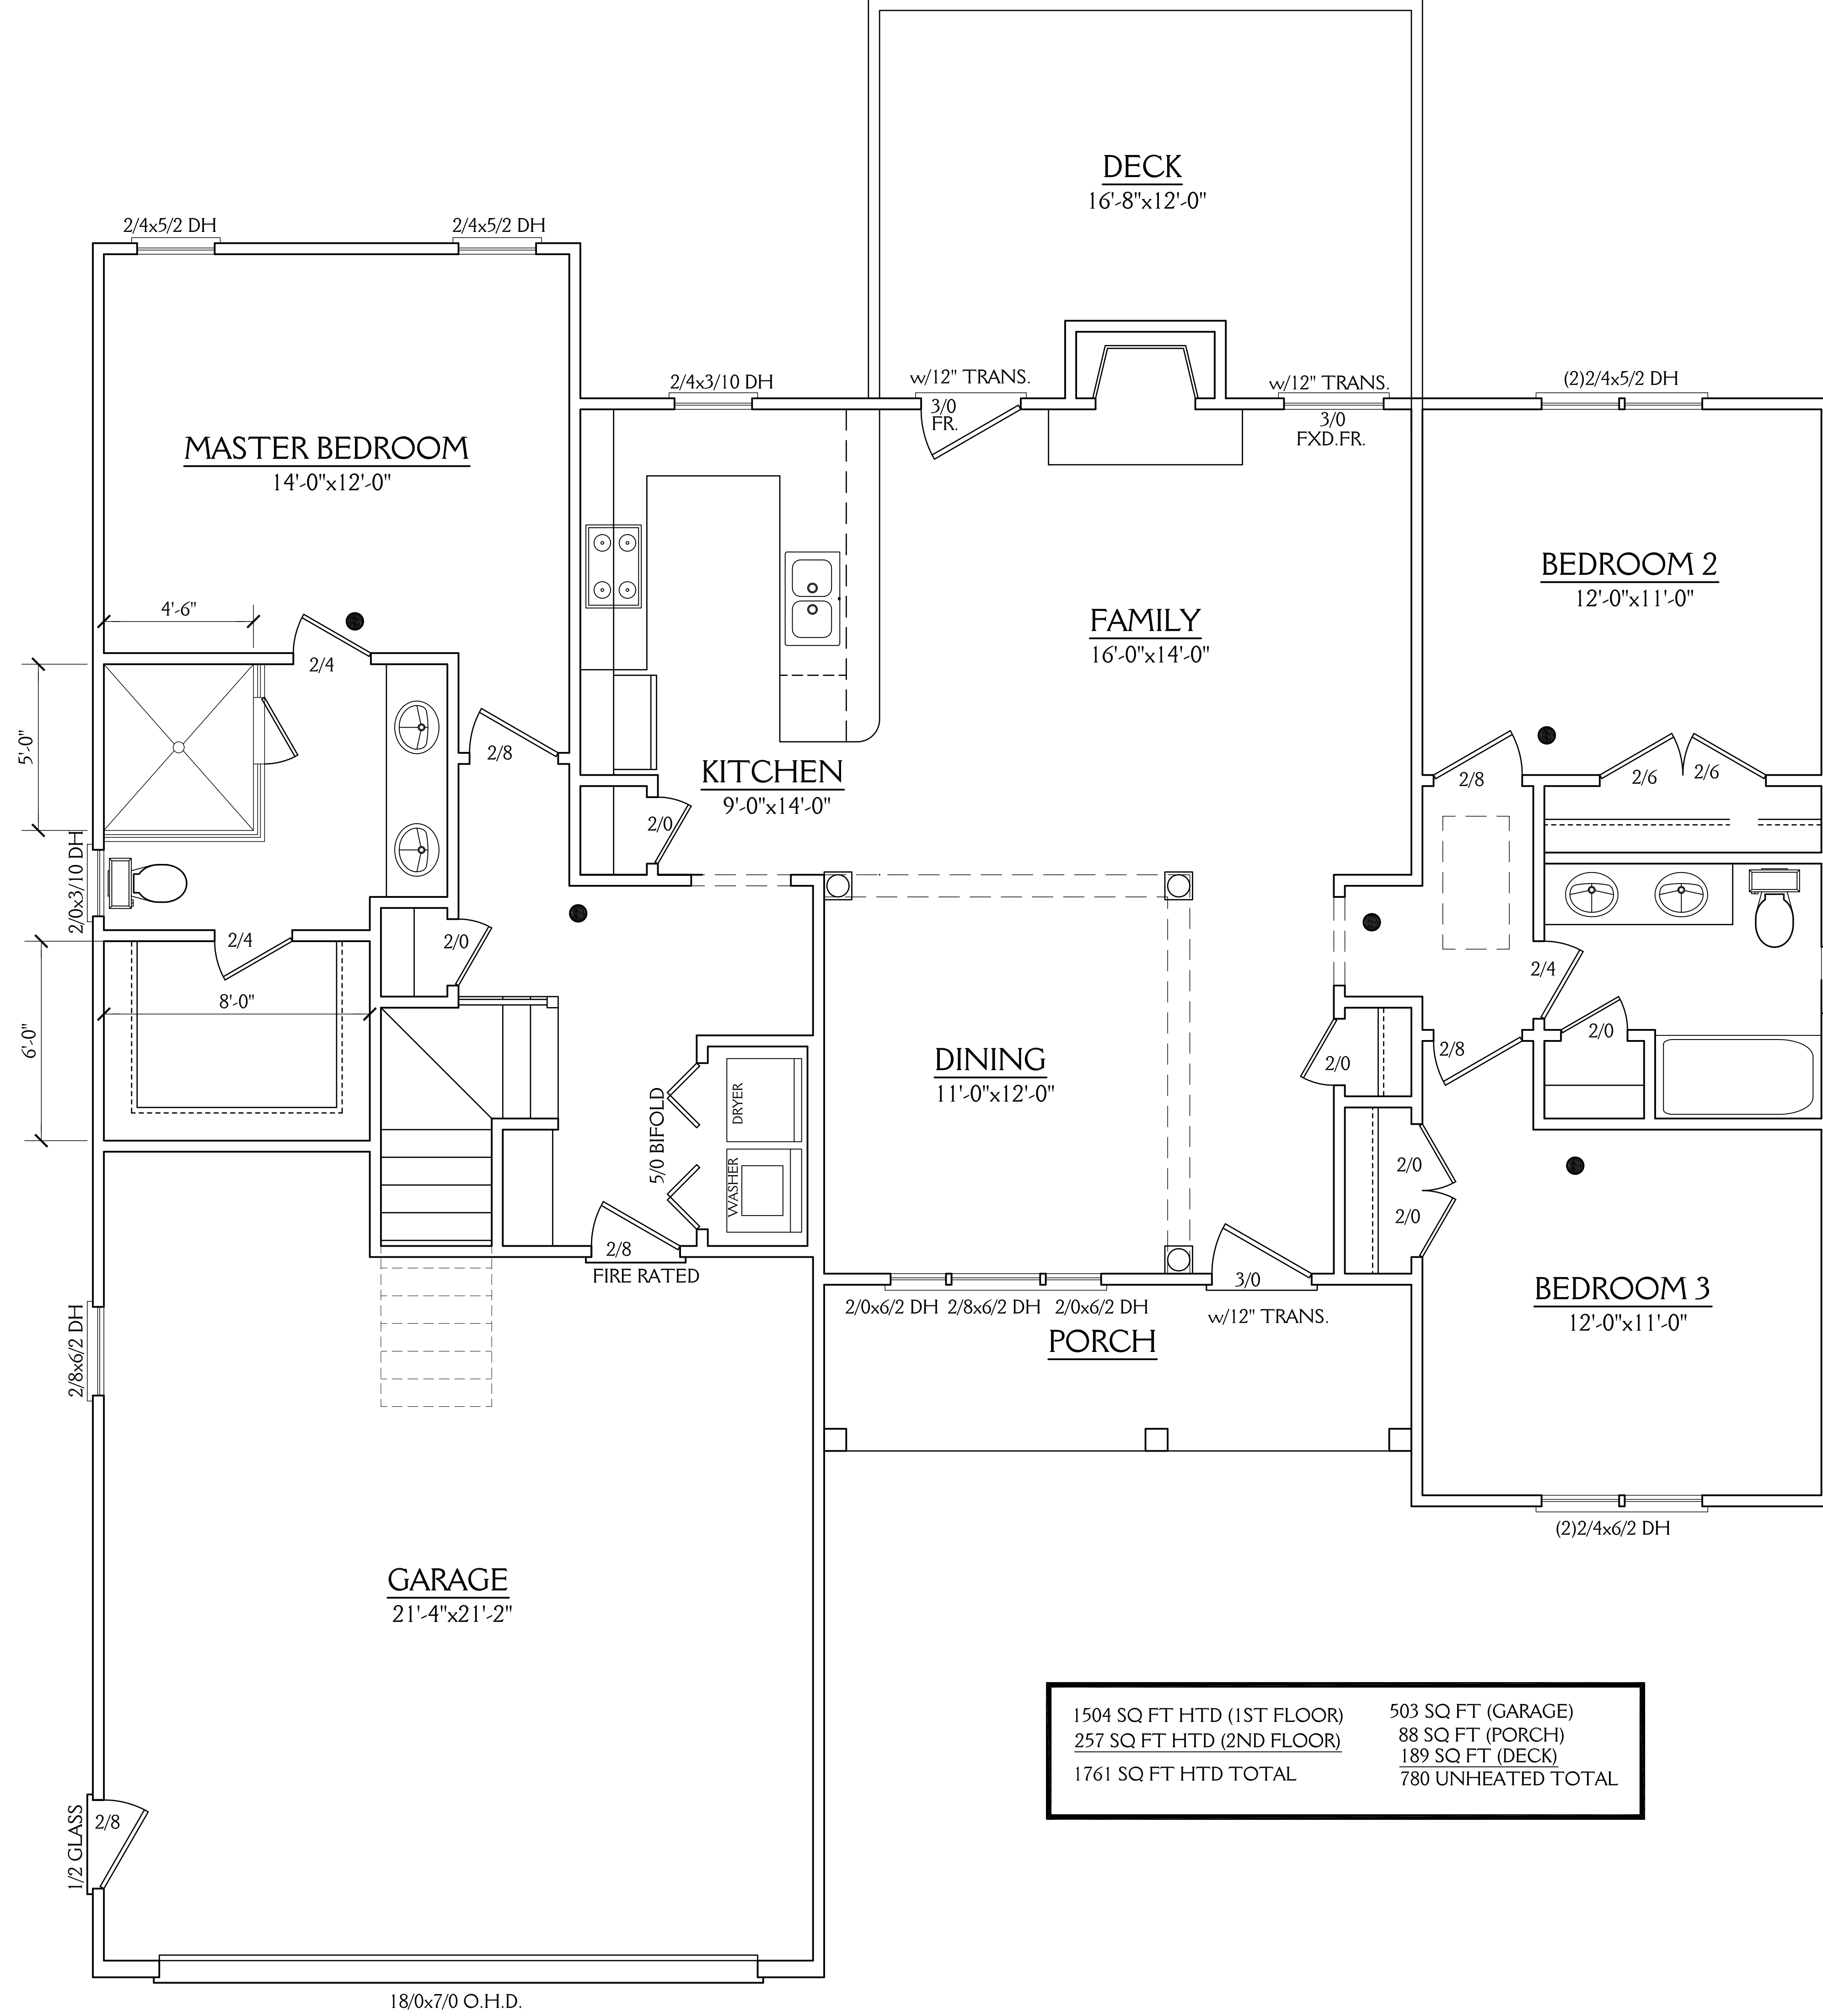 DECK
16'-8"x12'-0"
2/4x5/2 DH
2/4x5/2 DH
2/4x3/10 DH
w/12" TRANS.
3/0
FR.
w/12" TRANS.
3/0
FXD.FR.
(2)2/4x5/2 DH
MASTER BEDROOM
14'-0"x12'-0"
BEDROOM 2
12'-0"x11'-0"
4'-6"
2/4
FAMILY
16'-0"x14'-0"
5'-0"
2/8
KITCHEN
9'-0"x14'-0"
2/0
2/8
2/6
2/6
2/0x3/10 DH
2/4
2/0
2/4
8'-0"
6'-0"
DINING
11'-0"x12'-0"
2/0
2/8
2/0
5/0 BIFOLD
DRYER
WASHER
2/0
2/0
2/8
FIRE RATED
3/0
w/12" TRANS.
2/0x6/2 DH
2/8x6/2 DH
2/0x6/2 DH
PORCH
BEDROOM 3
12'-0"x11'-0"
2/8x6/2 DH
(2)2/4x6/2 DH
GARAGE
21'-4"x21'-2"
1504 SQ FT HTD (1ST FLOOR)
257 SQ FT HTD (2ND FLOOR)
1761 SQ FT HTD TOTAL
503 SQ FT (GARAGE)
88 SQ FT (PORCH)
189 SQ FT (DECK)
780 UNHEATED TOTAL
1/2 GLASS
2/8
18/0x7/0 O.H.D.